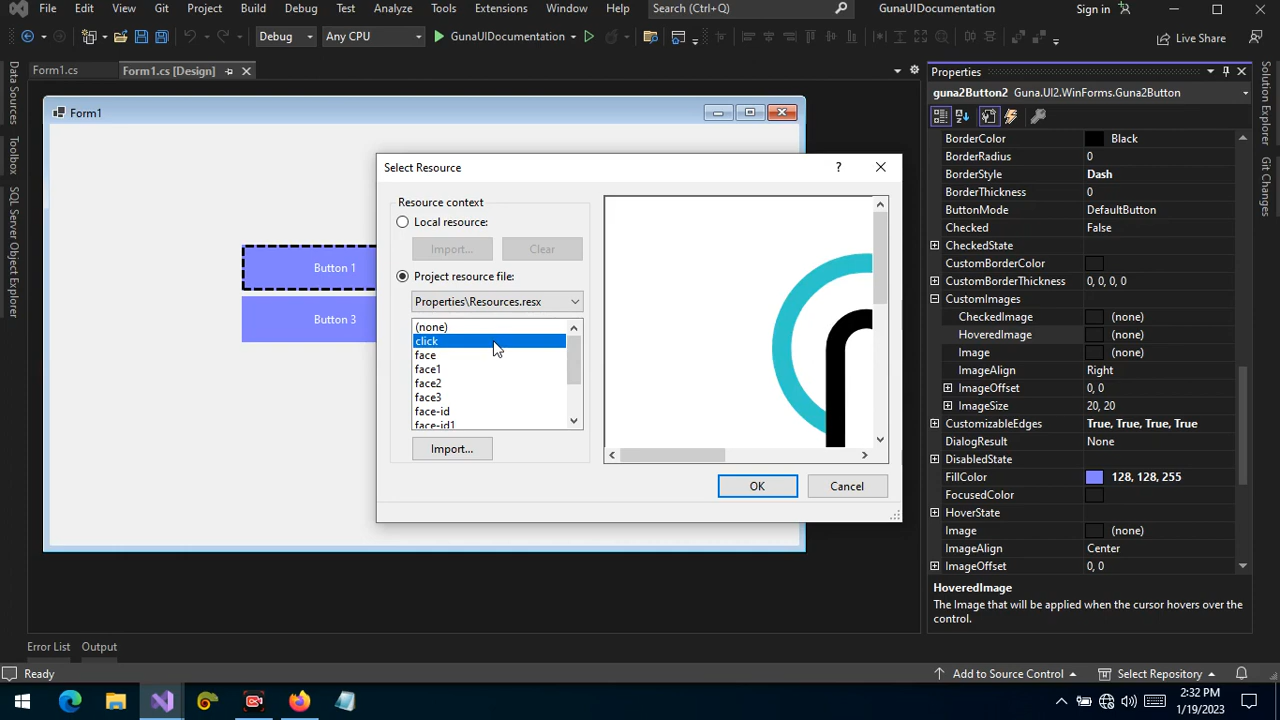 File Edit View Git Project Build Debug Test Analyze Tools Extensions Window Help Search (Ctrl+Q) GunaUIDocumentation Sign in
Debug Any CPU GunaUIDocumentation Live Share
Form1.cs Form1.cs [Design]
Data Sources
Toolbox
SQL Server Object Explorer
Form1
Button 1
Button 3
Select Resource ?
Resource context
Local resource:
Import... Clear
Project resource file:
Properties\Resources.resx
(none)
click
face
face1
face2
face3
face-id
face-id1
Import...
OK Cancel
Properties
guna2Button2 Guna.UI2.WinForms.Guna2Button
BorderColor Black
BorderRadius 0
BorderStyle Dash
BorderThickness 0
ButtonMode DefaultButton
Checked False
CheckedState
CustomBorderColor
CustomBorderThickness 0, 0, 0, 0
CustomImages
CheckedImage (none)
HoveredImage (none)
Image (none)
ImageAlign Right
ImageOffset 0, 0
ImageSize 20, 20
CustomizableEdges True, True, True, True
DialogResult None
DisabledState
FillColor 128, 128, 255
FocusedColor
HoverState
Image (none)
ImageAlign Center
ImageOffset 0, 0
HoveredImage
The Image that will be applied when the cursor hovers over the
control.
Solution Explorer
Git Changes
Error List Output
Ready Add to Source Control Select Repository
2:32 PM
1/19/2023